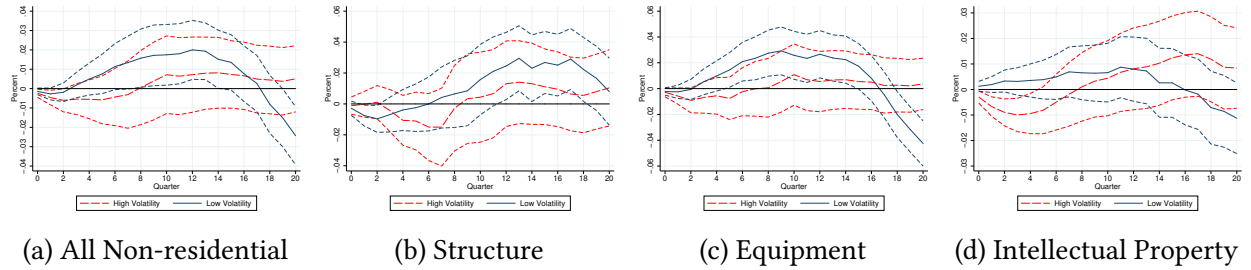 .04
.03
.02
.01
0
-.01
-.02
-.03
-.04
Percent
0 2 4 6 8 10 12 14 16 18 20
Quarter
High Volatility Low Volatility
(a) All Non-residential
.06
.04
.02
0
-.02
-.04
Percent
0 2 4 6 8 10 12 14 16 18 20
Quarter
High Volatility Low Volatility
(b) Structure
.06
.04
.02
0
-.02
-.04
-.06
Percent
0 2 4 6 8 10 12 14 16 18 20
Quarter
High Volatility Low Volatility
(c) Equipment
.03
.02
.01
0
-.01
-.02
-.03
Percent
0 2 4 6 8 10 12 14 16 18 20
Quarter
High Volatility Low Volatility
(d) Intellectual Property